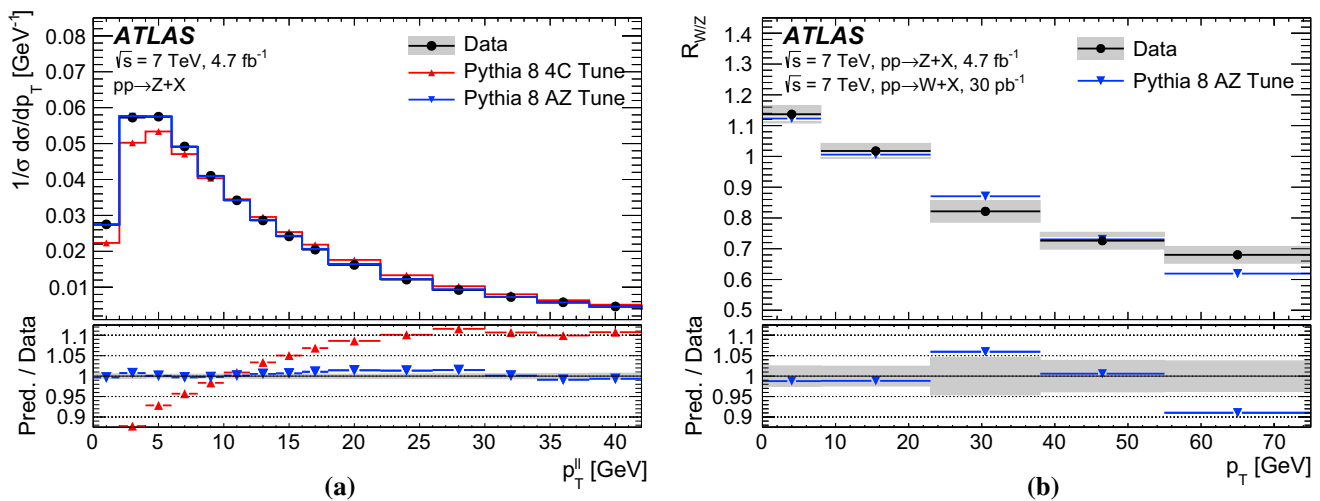 1/σ dσ/dp_T [GeV⁻¹]
0.08
0.07
0.06
0.05
0.04
0.03
0.02
0.01
ATLAS
√s = 7 TeV, 4.7 fb⁻¹
pp→Z+X
Data
Pythia 8 4C Tune
Pythia 8 AZ Tune
Pred. / Data
1.1
1.05
1
0.95
0.9
0 5 10 15 20 25 30 35 40
p_T^ll [GeV]
(a)
R_W/Z
1.4
1.3
1.2
1.1
1
0.9
0.8
0.7
0.6
0.5
ATLAS
√s = 7 TeV, pp→Z+X, 4.7 fb⁻¹
√s = 7 TeV, pp→W+X, 30 pb⁻¹
Data
Pythia 8 AZ Tune
Pred. / Data
1.1
1.05
1
0.95
0.9
0 10 20 30 40 50 60 70
p_T [GeV]
(b)